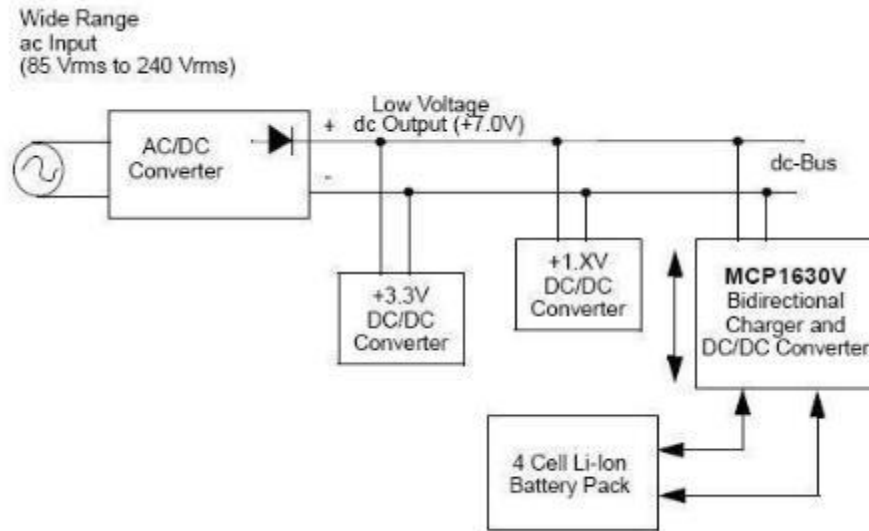 Wide Range
ac Input
(85 Vrms to 240 Vrms)
AC/DC
Converter
+
-
Low Voltage
dc Output (+7.0V)
dc-Bus
+3.3V
DC/DC
Converter
+1.XV
DC/DC
Converter
MCP1630V
Bidirectional
Charger and
DC/DC Converter
4 Cell Li-Ion
Battery Pack